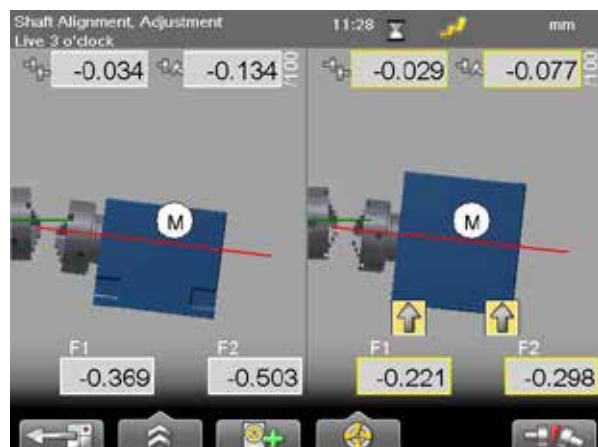 Shaft Alignment, Adjustment 11:28 mm
Live 3 o'clock
-0.034 -0.134 /100 -0.029 -0.077 /100
M M
F1 F2 F1 F2
-0.369 -0.503 -0.221 -0.298